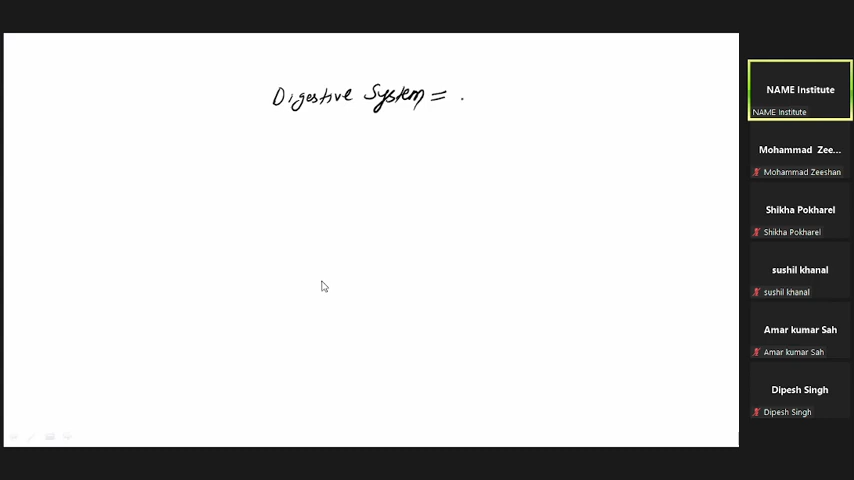 Digestive System = .
NAME Institute
NAME Institute
Mohammad Zee...
Mohammad Zeeshan
Shikha Pokharel
Shikha Pokharel
sushil khanal
sushil khanal
Amar kumar Sah
Amar kumar Sah
Dipesh Singh
Dipesh Singh